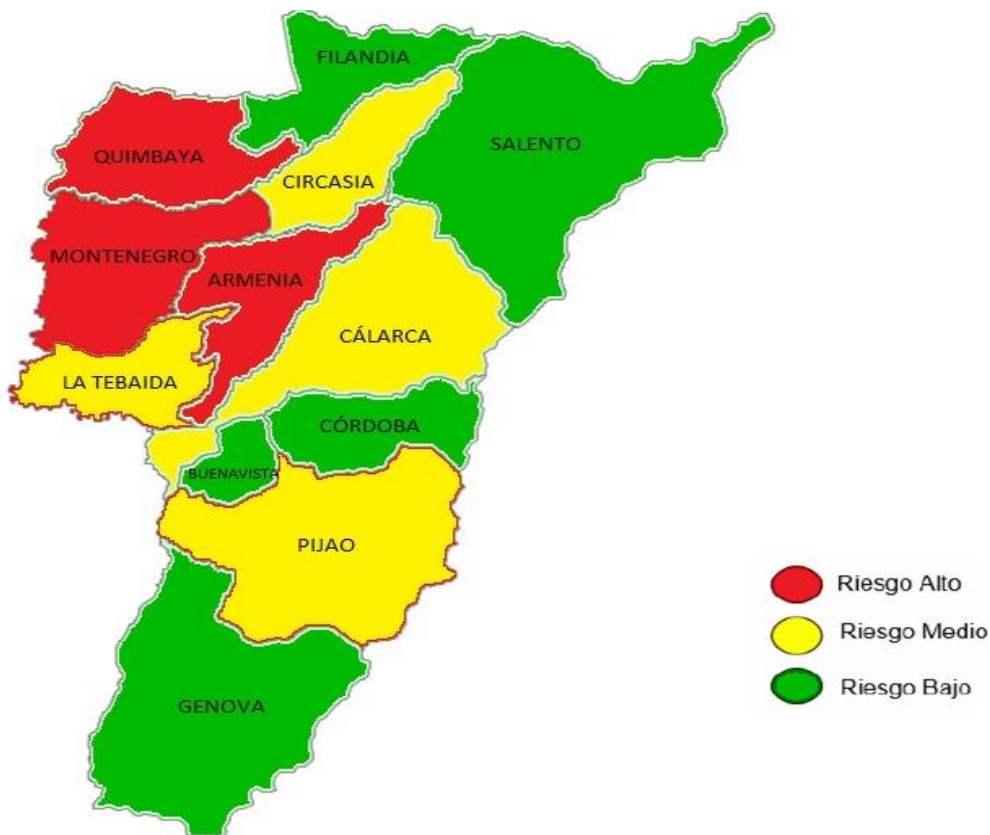 FILANDIA
SALENTO
QUIMBAYA
CIRCASIA
MONTENEGRO
ARMENIA
CÁLARCA
LA TEBAIDA
CÓRDOBA
BUENAVISTA
PIJAO
GENOVA
Riesgo Alto
Riesgo Medio
Riesgo Bajo